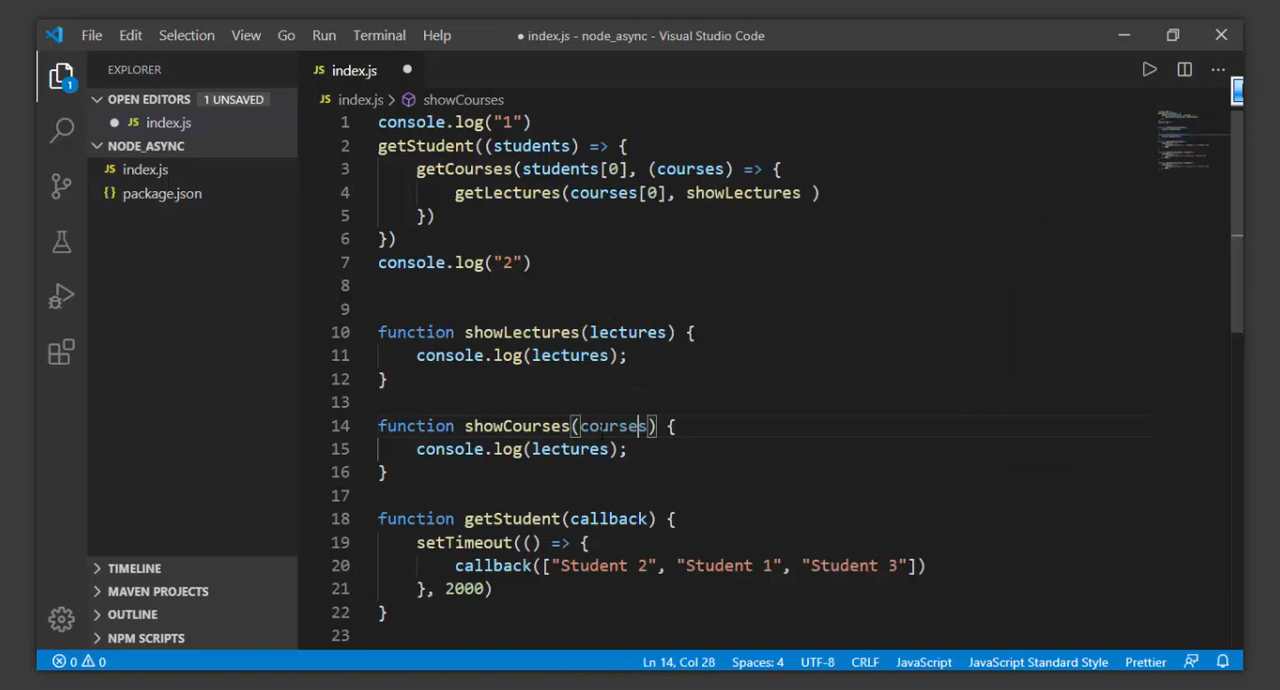 File Edit Selection View Go Run Terminal Help ● index.js - node_async - Visual Studio Code
EXPLORER
OPEN EDITORS 1 UNSAVED
JS index.js
NODE_ASYNC
JS index.js
{} package.json
TIMELINE
MAVEN PROJECTS
OUTLINE
NPM SCRIPTS
1
JS index.js
JS index.js > showCourses
1 console.log("1")
2 getStudent((students) => {
3 getCourses(students[0], (courses) => {
4 getLectures(courses[0], showLectures )
5 })
6 })
7 console.log("2")
8
9
10 function showLectures(lectures) {
11 console.log(lectures);
12 }
13
14 function showCourses(courses) {
15 console.log(lectures);
16 }
17
18 function getStudent(callback) {
19 setTimeout(() => {
20 callback(["Student 2", "Student 1", "Student 3"])
21 }, 2000)
22 }
23
0 0 Ln 14, Col 28 Spaces: 4 UTF-8 CRLF JavaScript JavaScript Standard Style Prettier